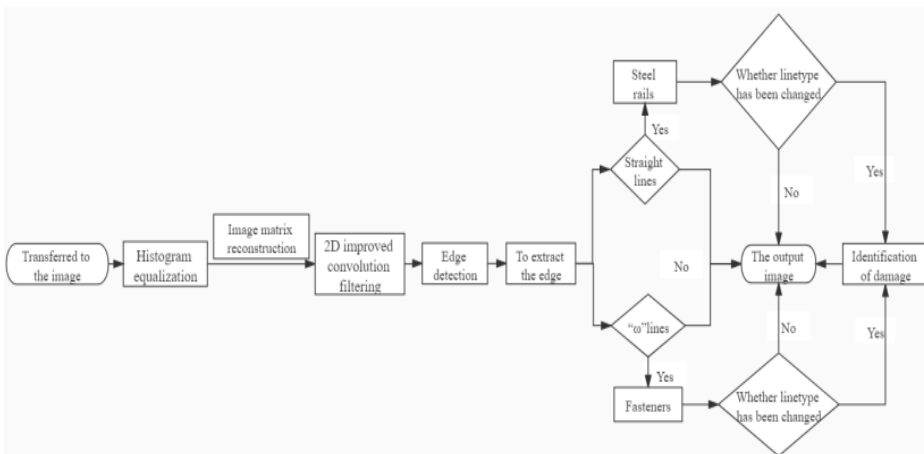 Transferred to
the image
Histogram
equalization
Image matrix
reconstruction
2D improved
convolution
filtering
Edge
detection
To extract
the edge
Steel
rails
Yes
Straight
lines
No
"ω"lines
Yes
Fasteners
Whether linetype
has been changed
No
Yes
The output
image
Identification
of damage
No
Yes
Whether linetype
has been changed